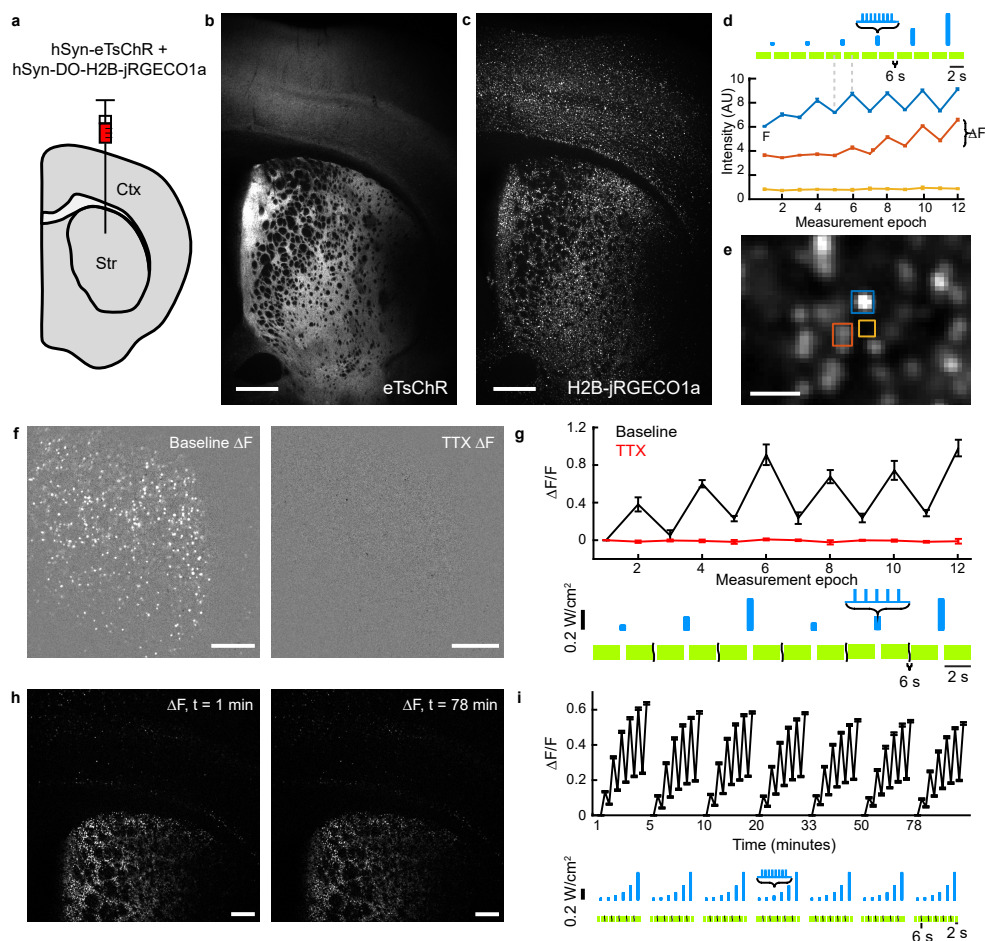 a
hSyn-eTsChR +
hSyn-DO-H2B-jRGECO1a
Ctx
Str
b
eTsChR
c
H2B-jRGECO1a
d
6 s
2 s
10
8
6
4
2
0
Intensity (AU)
F
ΔF
2 4 6 8 10 12
Measurement epoch
e
f
Baseline ΔF
TTX ΔF
g
Baseline
TTX
1.2
0.8
0.4
0
ΔF/F
2 4 6 8 10 12
Measurement epoch
0.2 W/cm²
6 s
2 s
h
ΔF, t = 1 min
ΔF, t = 78 min
i
0.6
0.4
0.2
0
ΔF/F
1 5 10 20 33 50 78
Time (minutes)
0.2 W/cm²
6 s
2 s